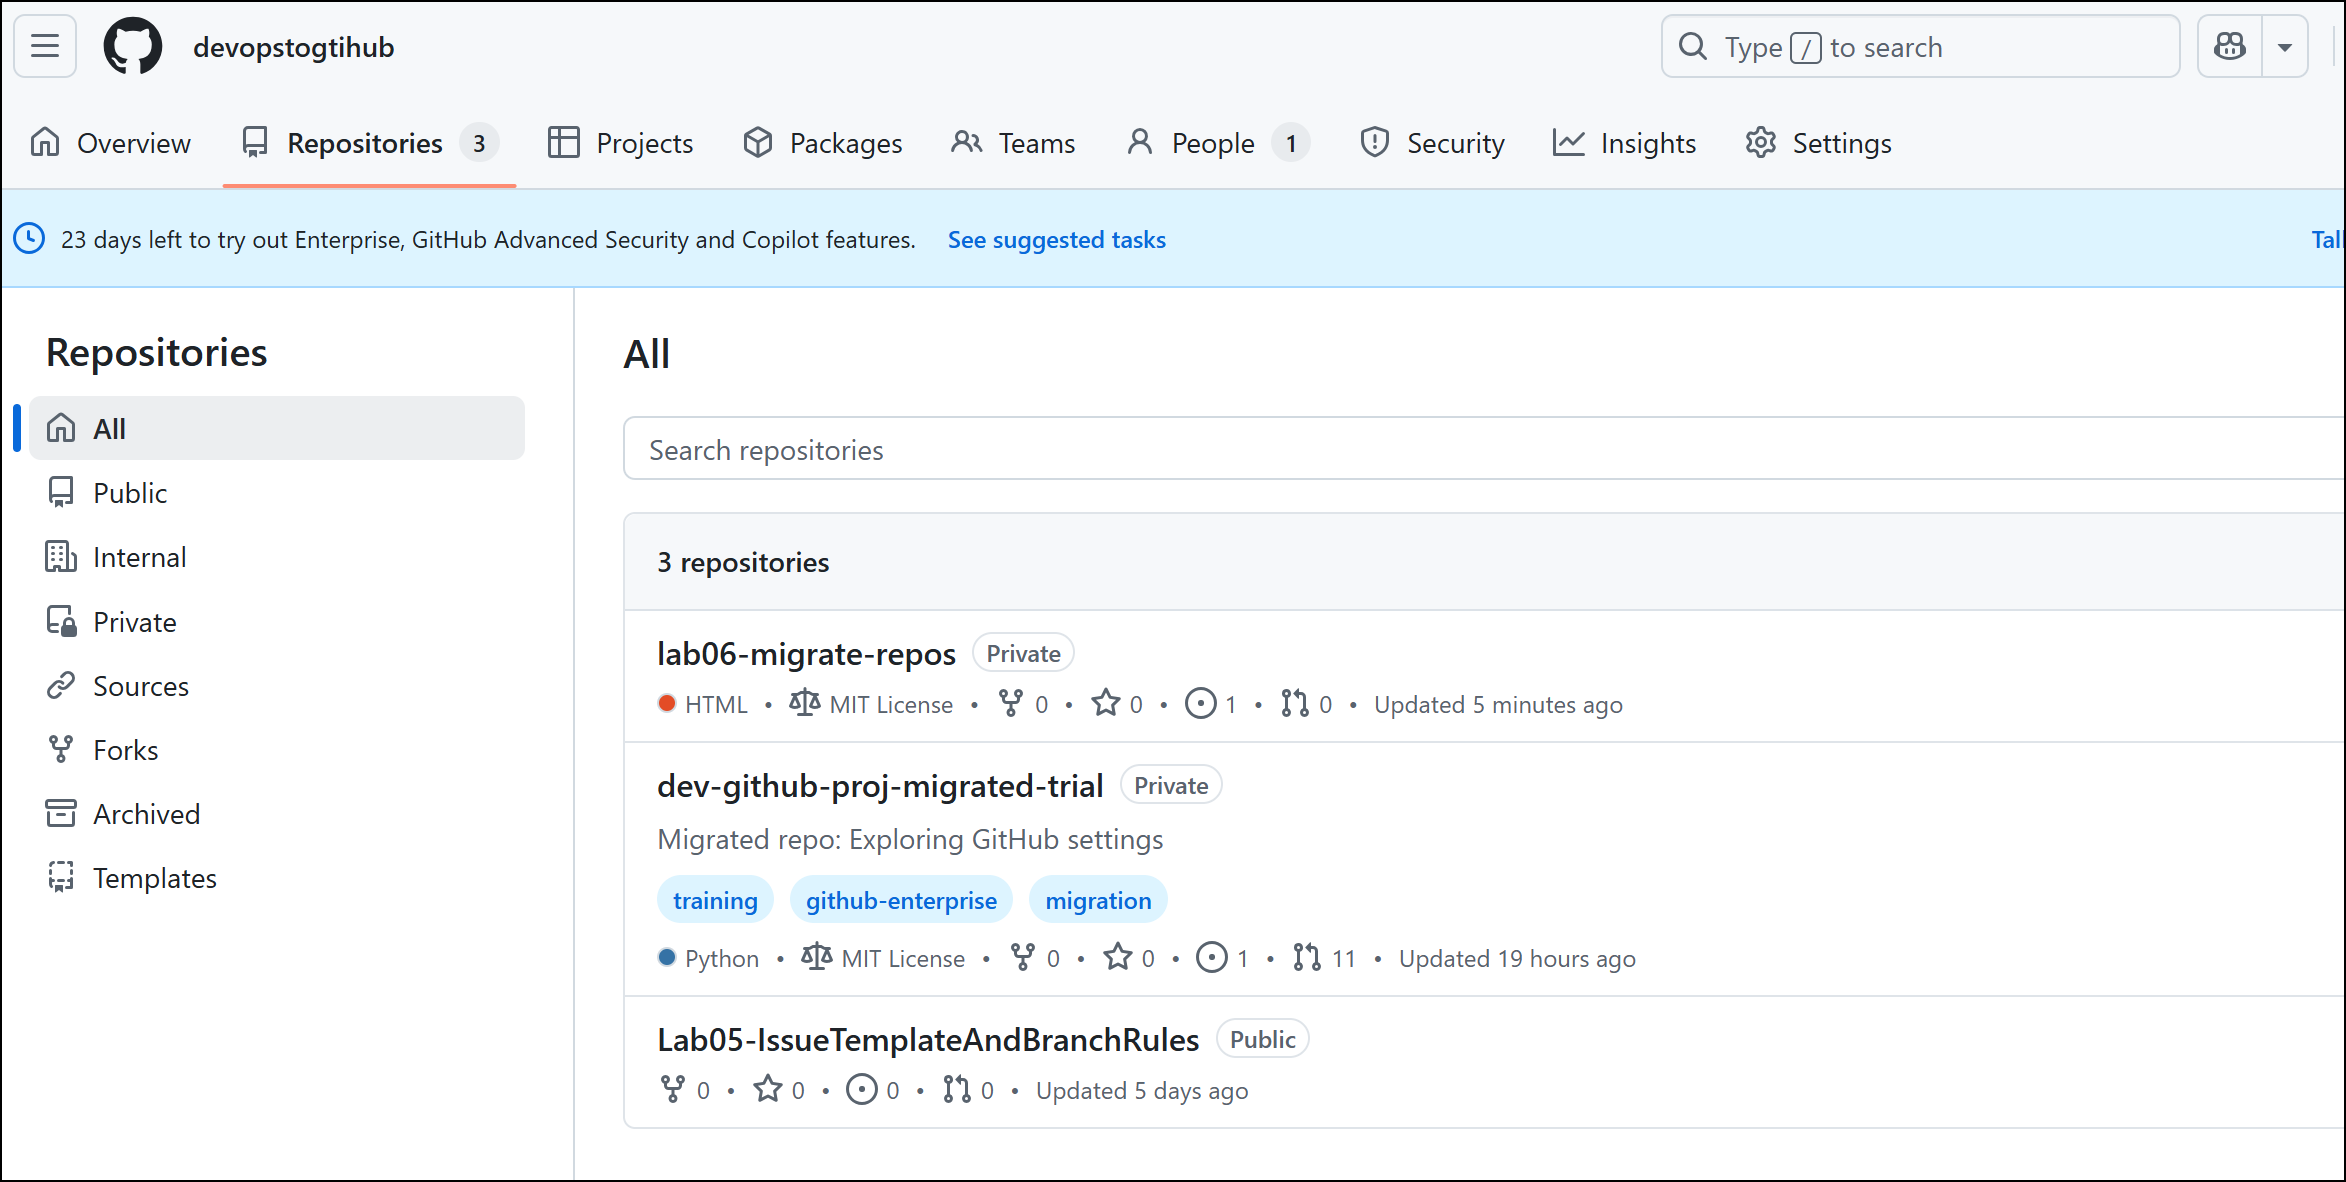 devopstogtihub
Type / to search
Overview Repositories 3 Projects Packages Teams People 1 Security Insights Settings
23 days left to try out Enterprise, GitHub Advanced Security and Copilot features. See suggested tasks
Repositories
All
Public
Internal
Private
Sources
Forks
Archived
Templates
All
Search repositories
3 repositories
lab06-migrate-repos Private
HTML • MIT License • 0 • 0 • 1 • 0 • Updated 5 minutes ago
dev-github-proj-migrated-trial Private
Migrated repo: Exploring GitHub settings
training github-enterprise migration
Python • MIT License • 0 • 0 • 1 • 11 • Updated 19 hours ago
Lab05-IssueTemplateAndBranchRules Public
0 • 0 • 0 • 0 • Updated 5 days ago